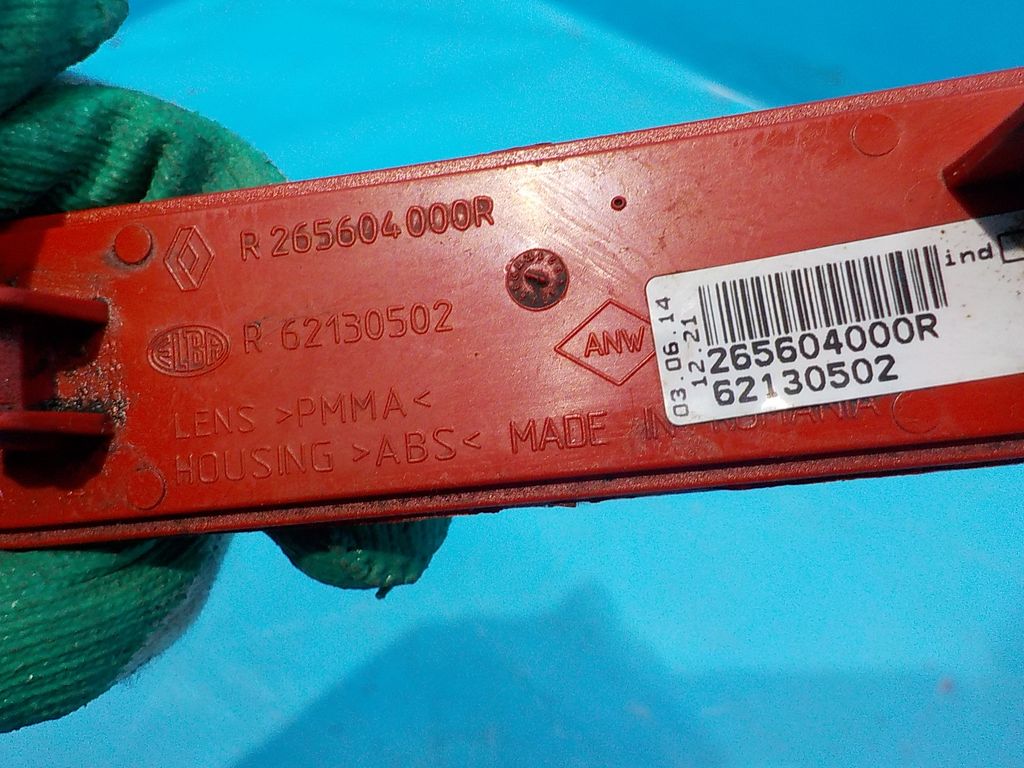 R 265604000R
R 62130502
ELBA
ANW
LENS >PMMA<
HOUSING >ABS< MADE IN ROMANIA
03.06.14
12.21
ind
265604000R
62130502